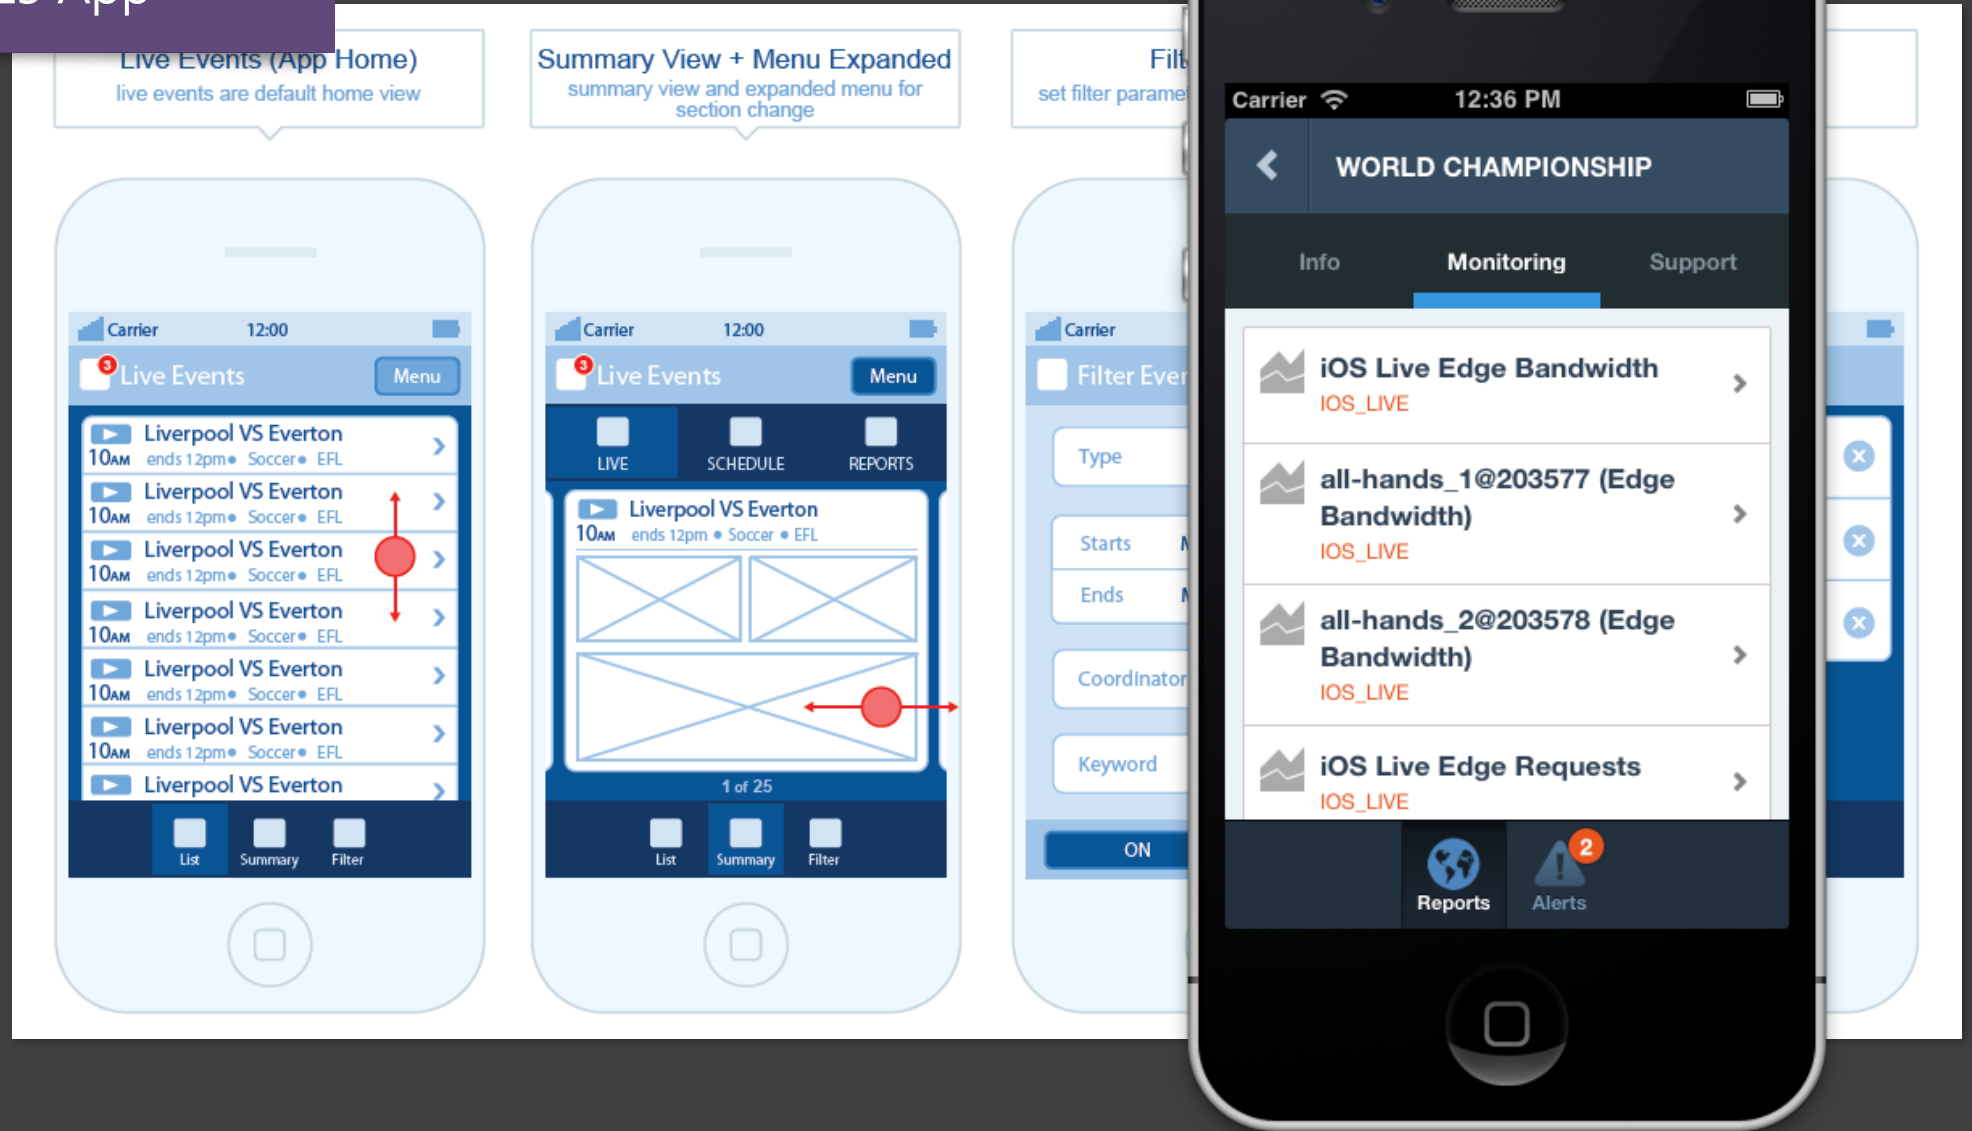 App
Live Events (App Home)
live events are default home view
Carrier 12:00
3
Live Events
Menu
Liverpool VS Everton
10AM ends 12pm • Soccer • EFL
Liverpool VS Everton
10AM ends 12pm • Soccer • EFL
Liverpool VS Everton
10AM ends 12pm • Soccer • EFL
Liverpool VS Everton
10AM ends 12pm • Soccer • EFL
Liverpool VS Everton
10AM ends 12pm • Soccer • EFL
Liverpool VS Everton
10AM ends 12pm • Soccer • EFL
Liverpool VS Everton
List Summary Filter
Summary View + Menu Expanded
summary view and expanded menu for
section change
Carrier 12:00
3
Live Events
Menu
LIVE SCHEDULE REPORTS
Liverpool VS Everton
10AM ends 12pm • Soccer • EFL
1 of 25
List Summary Filter
set filter
Carrier
Filter
Type
Starts
Ends
Coordinator
Keyword
ON
Carrier 12:36 PM
WORLD CHAMPIONSHIP
Info Monitoring Support
iOS Live Edge Bandwidth
IOS_LIVE
all-hands_1@203577 (Edge
Bandwidth)
IOS_LIVE
all-hands_2@203578 (Edge
Bandwidth)
IOS_LIVE
iOS Live Edge Requests
IOS_LIVE
2
Reports Alerts